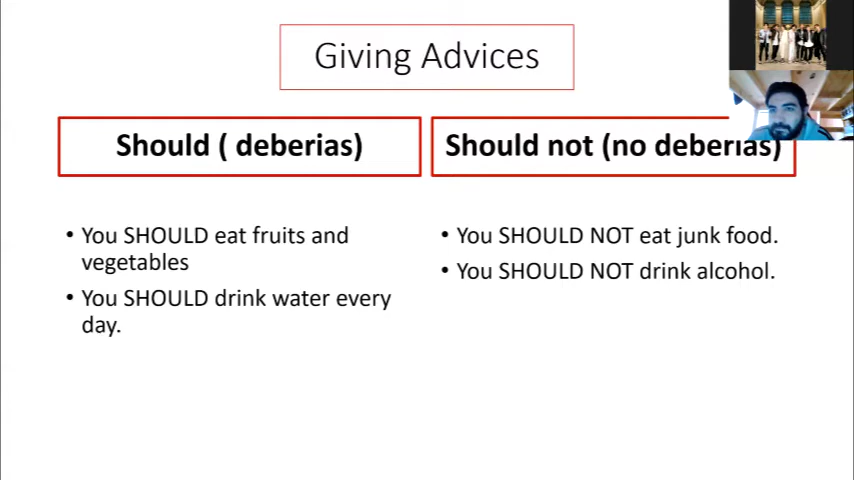 Giving Advices
Should ( deberias)
Should not (no deberias)
• You SHOULD eat fruits and
vegetables
• You SHOULD drink water every
day.
• You SHOULD NOT eat junk food.
• You SHOULD NOT drink alcohol.